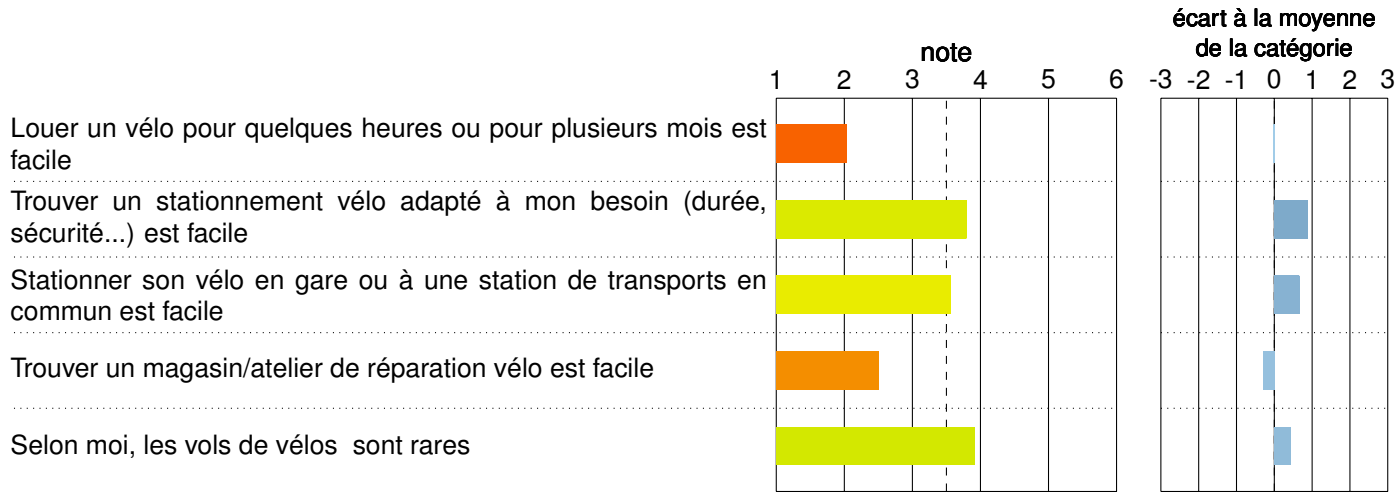 écart à la moyenne
note de la catégorie
1 2 3 4 5 6 -3 -2 -1 0 1 2 3
Louer un vélo pour quelques heures ou pour plusieurs mois est
facile
Trouver un stationnement vélo adapté à mon besoin (durée,
sécurité...) est facile
Stationner son vélo en gare ou à une station de transports en
commun est facile
Trouver un magasin/atelier de réparation vélo est facile
Selon moi, les vols de vélos sont rares